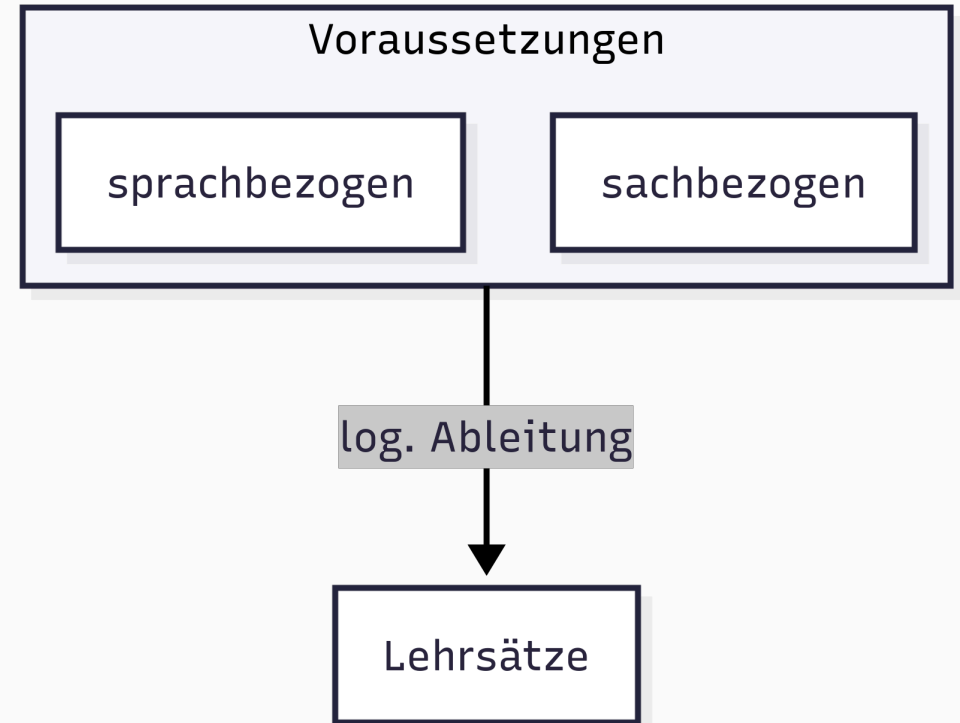 Voraussetzungen
sprachbezogen
sachbezogen
log. Ableitung
Lehrsätze